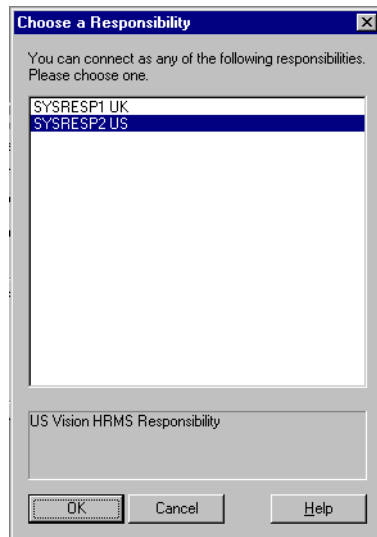 Choose a Responsibility
You can connect as any of the following responsibilities.
Please choose one.
SYSRESP1 UK
SYSRESP2 US
US Vision HRMS Responsibility
OK Cancel Help